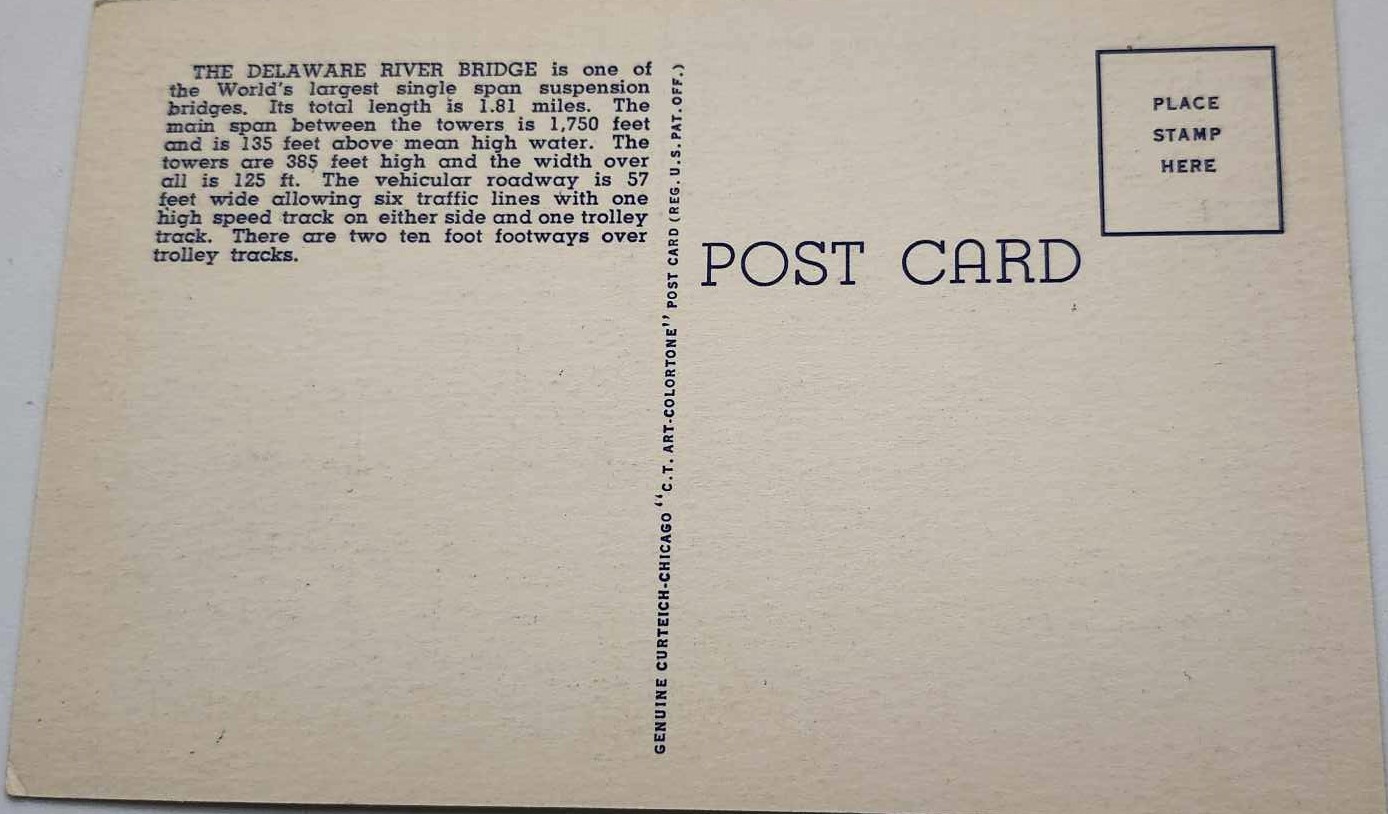 THE DELAWARE RIVER BRIDGE is one of
the World's largest single span suspension
bridges. Its total length is 1.81 miles. The
main span between the towers is 1,750 feet
and is 135 feet above mean high water. The
towers are 385 feet high and the width over
all is 125 ft. The vehicular roadway is 57
feet wide allowing six traffic lines with one
high speed track on either side and one trolley
track. There are two ten foot footways over
trolley tracks.
GENUINE CURTEICH-CHICAGO "C.T. ART-COLORTONE" POST CARD (REG. U.S. PAT. OFF.)
POST CARD
PLACE
STAMP
HERE